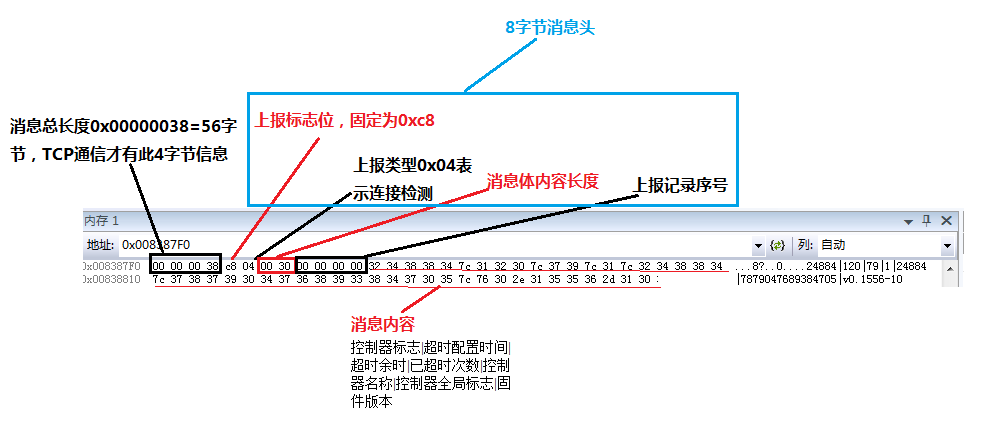 8字节消息头
消息总长度0x00000038=56字
节，TCP通信才有此4字节信息
上报标志位，固定为0xc8
上报类型0x04表
示连接检测
消息体内容长度
上报记录序号
内存 1
地址: 0x008387F0 列: 自动
0x008387F0 00 00 00 38 c8 04 00 30 00 00 00 00 32 34 38 38 34 7c 31 32 30 7c 37 39 7c 31 7c 32 34 38 38 34 ...8?..0....24884|120|79|1|24884
0x00838810 7c 37 38 37 39 30 34 37 36 38 39 33 38 34 37 30 35 7c 76 30 2e 31 35 35 36 2d 31 30 |7879047689384705|v0.1556-10
消息内容
控制器标志|超时配置时间|
超时余时|已超时次数|控制
器名称|控制器全局标志|固
件版本